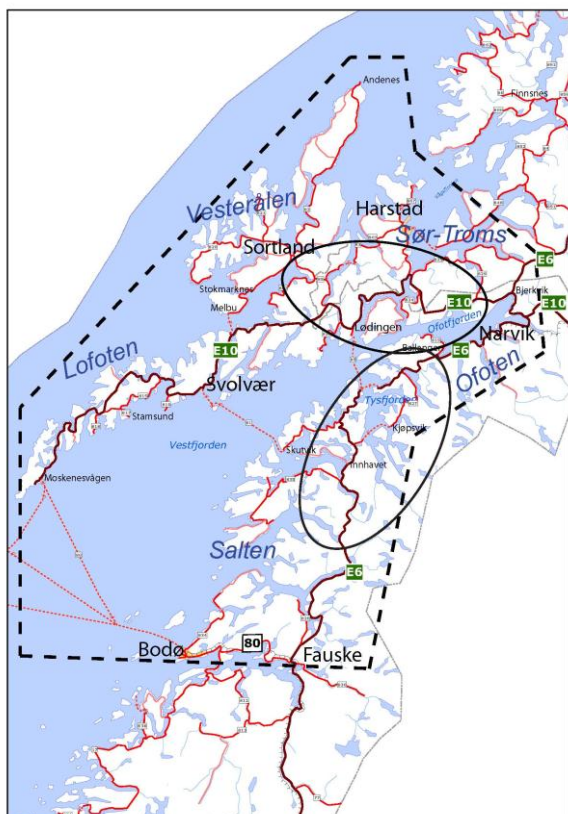 Andenes
Finnsnes
Vesterålen
Harstad
Sør-Troms
Sortland
E6
Stokmarknes
Bjerkvik
E10
E10
Melbu
Lødingen
Ofotfjorden
Narvik
Ballangen
E6
Lofoten
E10
Ofoten
Svolvær
Tysfjorden
Stamsund
Kjøpsvik
Vestfjorden
Skutvik
Innhavet
Moskenesvågen
Salten
E6
80
Bodø
Fauske